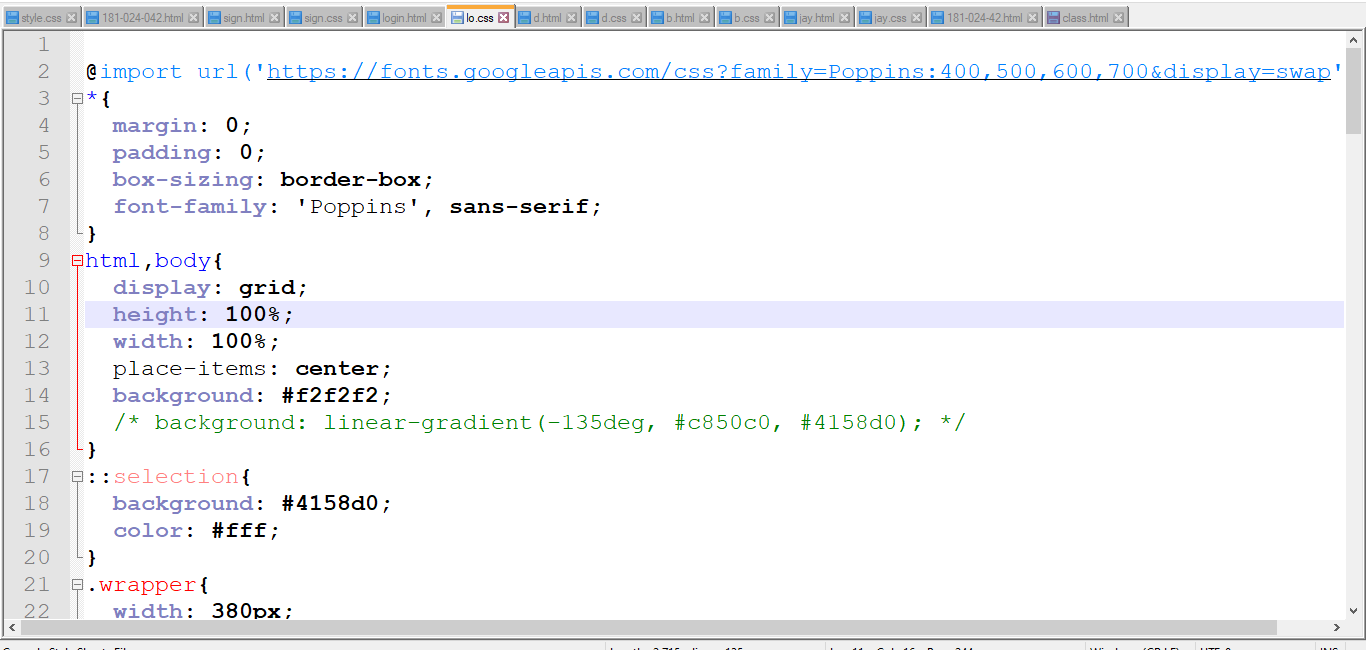 style.css 181-024-042.html sign.html sign.css login.html lo.css d.html d.css b.html b.css jay.html jay.css 181-024-42.html class.html
1
2 @import url('https://fonts.googleapis.com/css?family=Poppins:400,500,600,700&display=swap'
3 *{
4 margin: 0;
5 padding: 0;
6 box-sizing: border-box;
7 font-family: 'Poppins', sans-serif;
8 }
9 html,body{
10 display: grid;
11 height: 100%;
12 width: 100%;
13 place-items: center;
14 background: #f2f2f2;
15 /* background: linear-gradient(-135deg, #c850c0, #4158d0); */
16 }
17 ::selection{
18 background: #4158d0;
19 color: #fff;
20 }
21 .wrapper{
22 width: 380px;